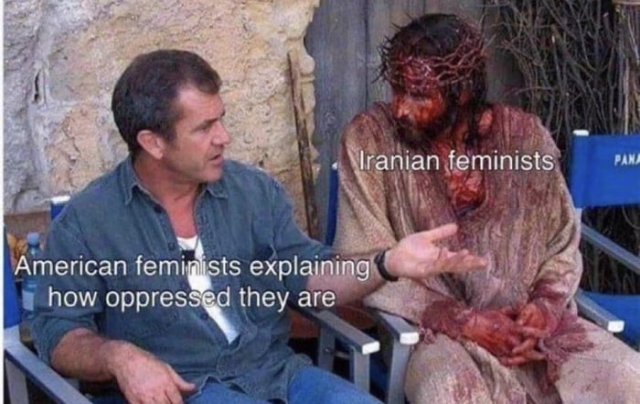 Iranian feminists
American feminists explaining
how oppressed they are
PANA